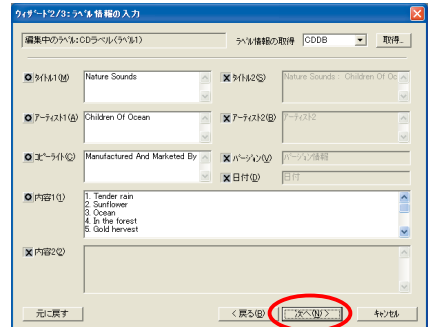 ウィザード2/3：ラベル情報の入力
編集中のラベル：CDラベル(ラベル1)
ラベル情報の取得 CDDB 取得...
タイトル1(M) Nature Sounds
タイトル2(S) Nature Sounds : Children Of Oc
アーティスト1(A) Children Of Ocean
アーティスト2(B) アーティスト2
コピーライト(C) Manufactured And Marketed By
バージョン(V) バージョン情報
日付(D) 日付
内容1(1) 1. Tender rain
2. Sunflower
3. Ocean
4. In the forest
5. Gold hervest
内容2(2)
元に戻す
< 戻る(B)
次へ(N) >
キャンセル